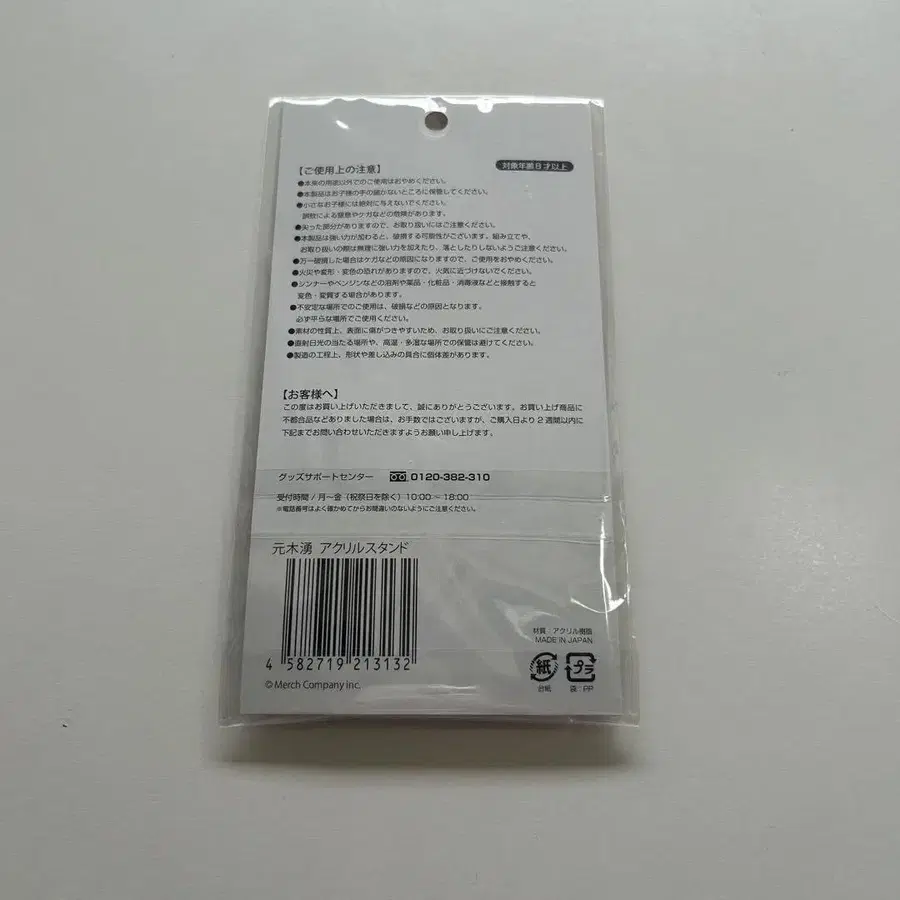 【ご使用上の注意】
対象年齢8才以上
●本来の用途以外でのご使用はおやめください。
●本製品はお子様の手の届かないところに保管してください。
●小さなお子様には絶対に与えないでください。
誤飲による窒息やケガなどの危険があります。
●尖った部分がありますので、お取り扱いにはご注意ください。
●本製品は強い力が加わると、破損する可能性がございます。組み立てや、
お取り扱いの際は無理に強い力を加えたり、落としたりしないようご注意ください。
●万一破損した場合はケガなどの原因になりますので、ご使用をおやめください。
●火災や変形・変色の恐れがありますので、火気に近づけないでください。
●シンナーやベンジンなどの溶剤や薬品・化粧品・消毒液などと接触すると
変色・変質する場合があります。
●不安定な場所でのご使用は、破損などの原因となります。
必ず平らな場所でご使用ください。
●素材の性質上、表面に傷がつきやすいため、お取り扱いにご注意ください。
●直射日光の当たる場所や、高温・多湿な場所での保管は避けてください。
●製造の工程上、形状や差し込みの具合に個体差があります。
【お客様へ】
この度はお買い上げいただきまして、誠にありがとうございます。お買い上げ商品に
不都合品などありました場合は、お手数ではございますが、ご購入日より2週間以内に
下記までお問い合わせいただきますようお願い申し上げます。
グッズサポートセンター 0120-382-310
受付時間/月～金（祝祭日を除く）10:00～18:00
※電話番号はよく確かめてからお間違いのないようにご注意ください。
元木湧 アクリルスタンド
4 582719 213132
© Merch Company Inc.
材質：アクリル樹脂
MADE IN JAPAN
紙 プラ
台紙 袋：PP